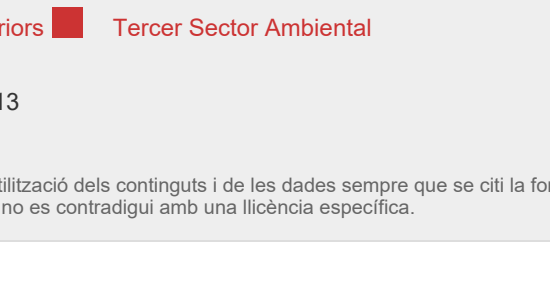 riors Tercer Sector Ambiental
13
tilització dels continguts i de les dades sempre que se citi la fo
no es contradigui amb una llicència específica.